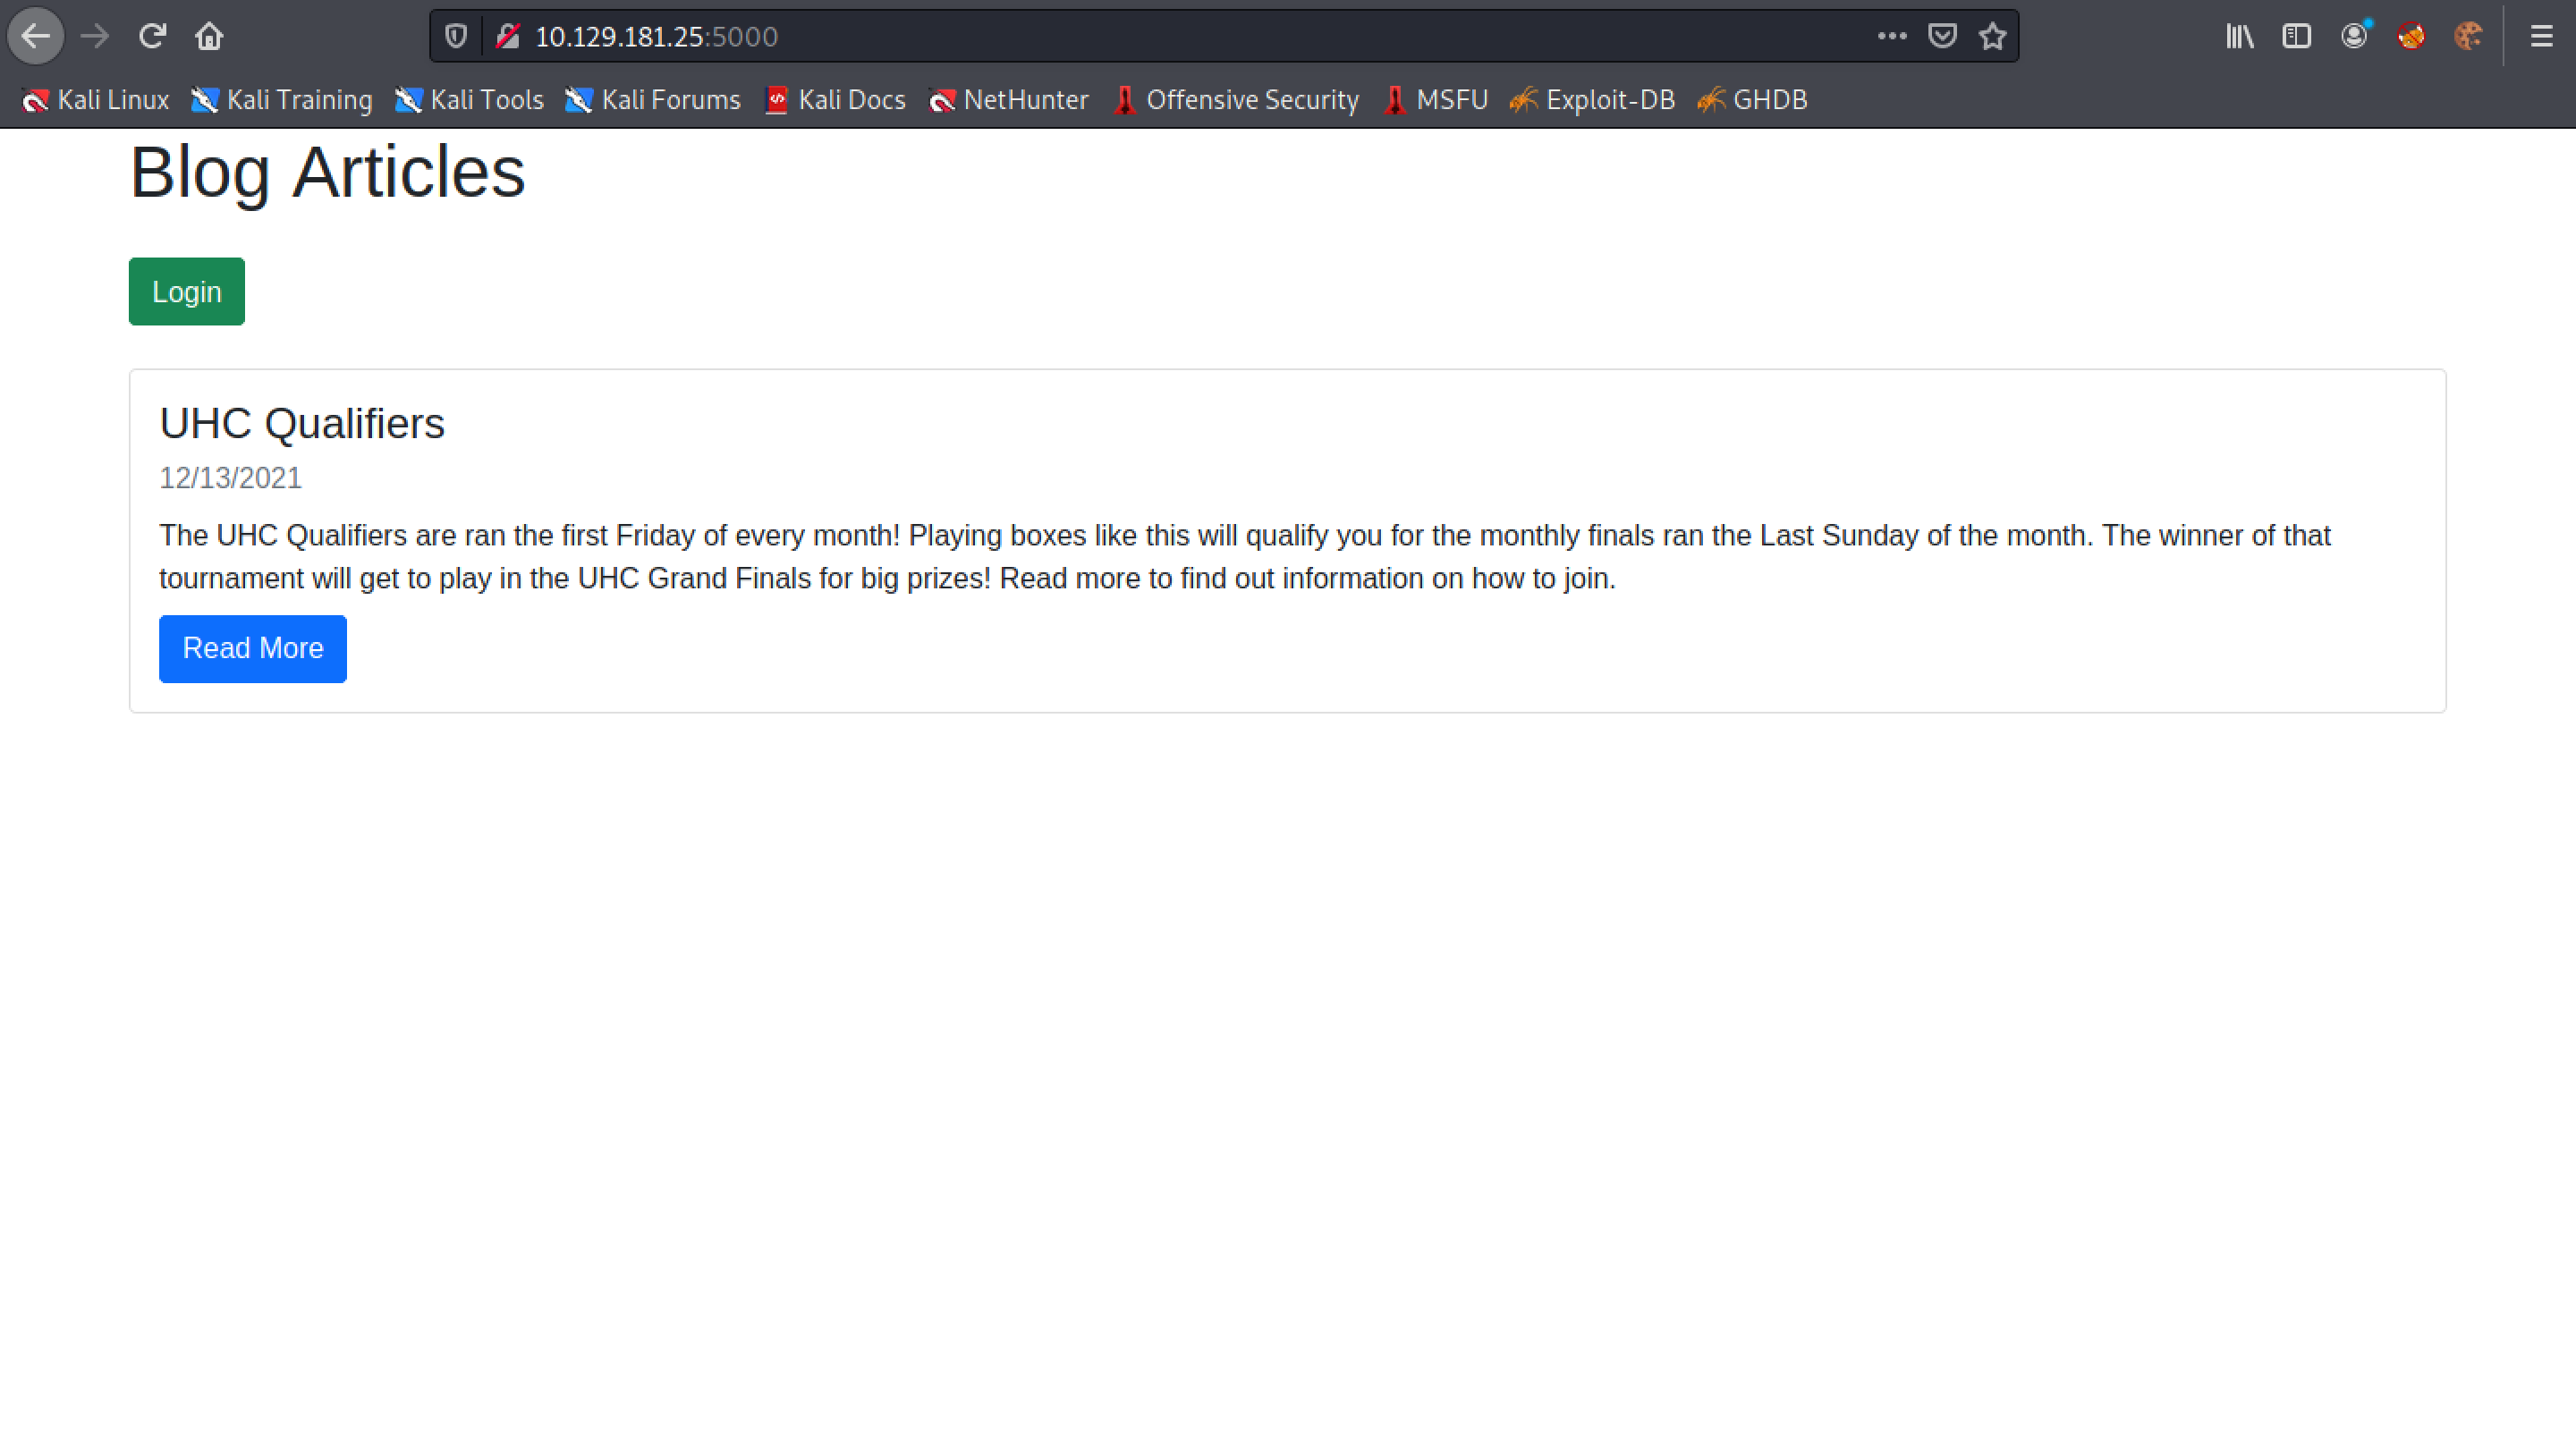 10.129.181.25:5000
Kali Linux Kali Training Kali Tools Kali Forums Kali Docs NetHunter Offensive Security MSFU Exploit-DB GHDB
Blog Articles
Login
UHC Qualifiers
12/13/2021
The UHC Qualifiers are ran the first Friday of every month! Playing boxes like this will qualify you for the monthly finals ran the Last Sunday of the month. The winner of that
tournament will get to play in the UHC Grand Finals for big prizes! Read more to find out information on how to join.
Read More